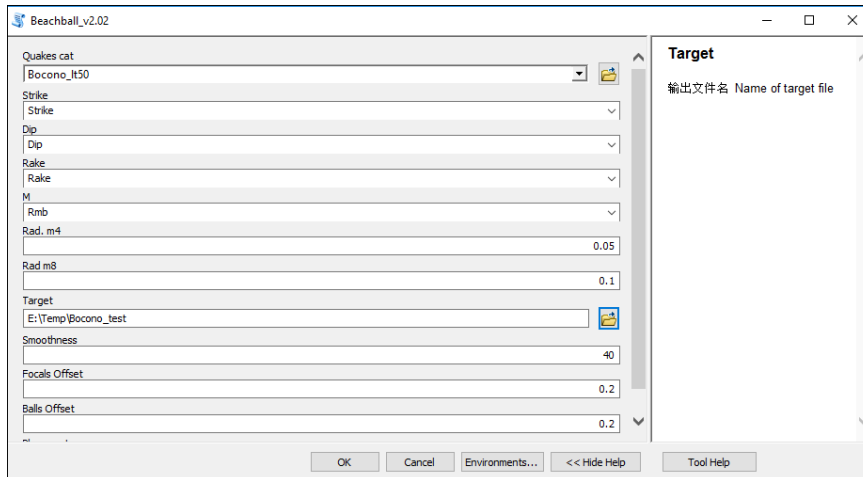 Beachball_v2.02
Quakes cat
Bocono_lt50
Strike
Strike
Dip
Dip
Rake
Rake
M
Rmb
Rad. m4
0.05
Rad m8
0.1
Target
E:\Temp\Bocono_test
Smoothness
40
Focals Offset
0.2
Balls Offset
0.2
OK
Cancel
Environments...
<< Hide Help
Tool Help
Target
输出文件名 Name of target file